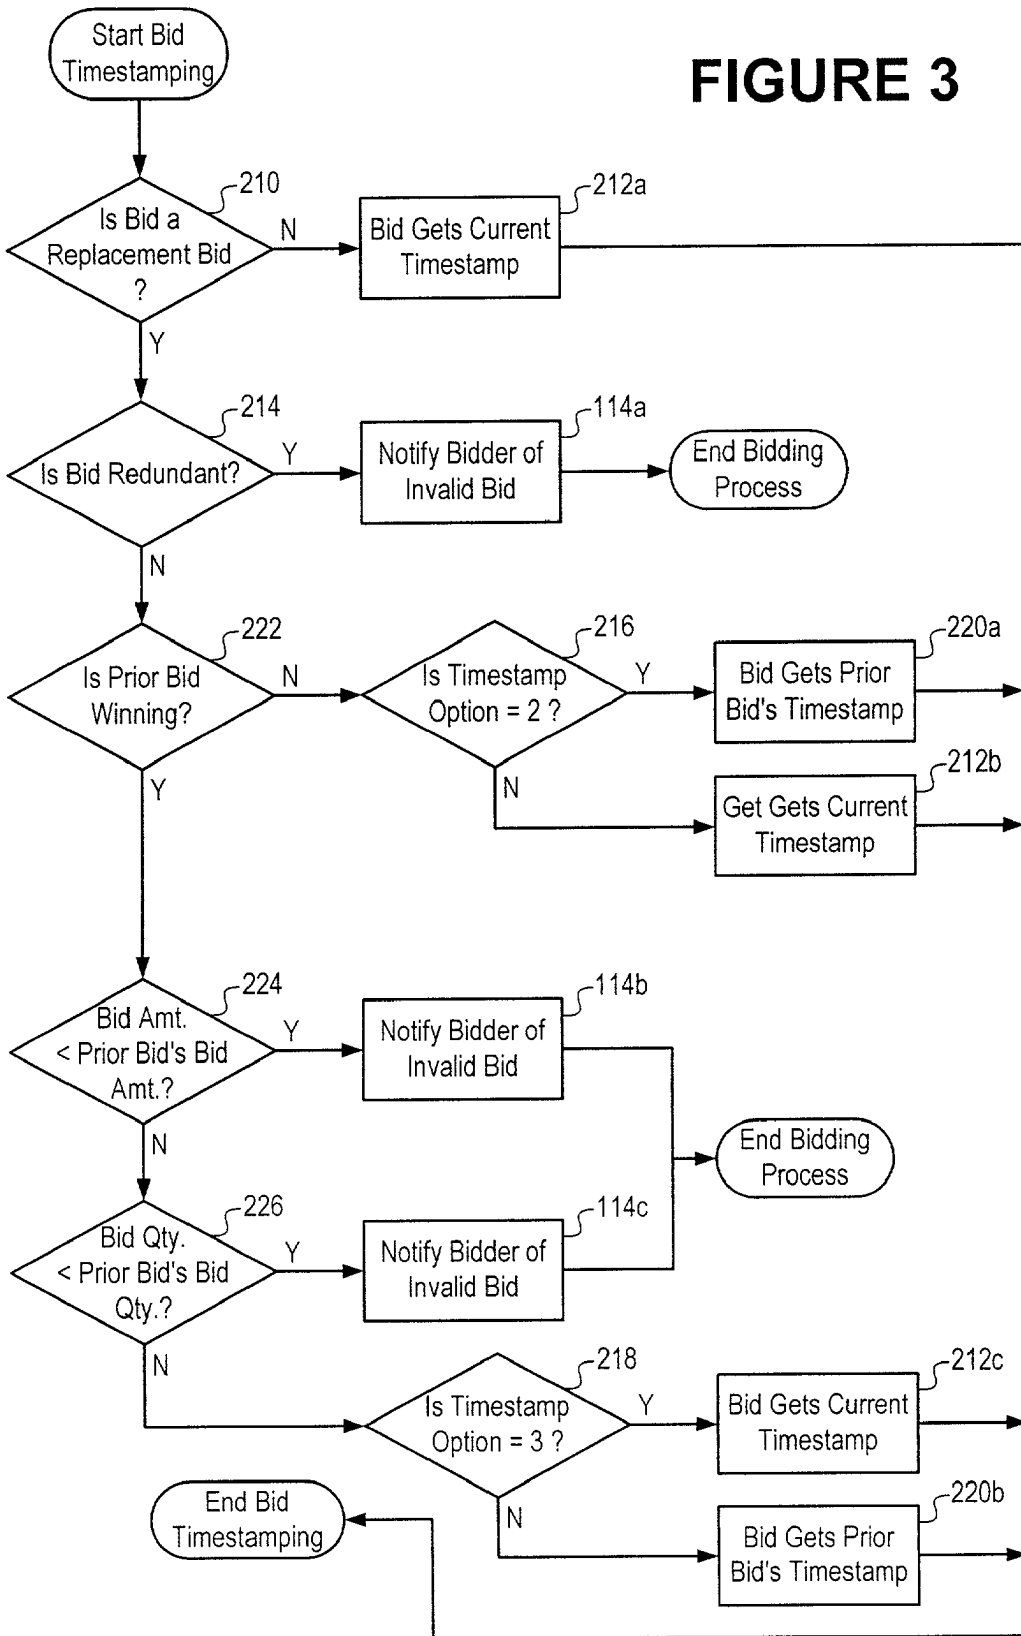 Start Bid
Timestamping
FIGURE 3
210
Is Bid a
Replacement Bid
?
N
Y
212a
Bid Gets Current
Timestamp
214
Is Bid Redundant?
Y
N
114a
Notify Bidder of
Invalid Bid
End Bidding
Process
222
Is Prior Bid
Winning?
N
Y
216
Is Timestamp
Option = 2 ?
Y
N
220a
Bid Gets Prior
Bid's Timestamp
212b
Get Gets Current
Timestamp
224
Bid Amt.
< Prior Bid's Bid
Amt.?
Y
N
114b
Notify Bidder of
Invalid Bid
End Bidding
Process
226
Bid Qty.
< Prior Bid's Bid
Qty.?
Y
N
114c
Notify Bidder of
Invalid Bid
218
Is Timestamp
Option = 3 ?
Y
N
212c
Bid Gets Current
Timestamp
220b
Bid Gets Prior
Bid's Timestamp
End Bid
Timestamping